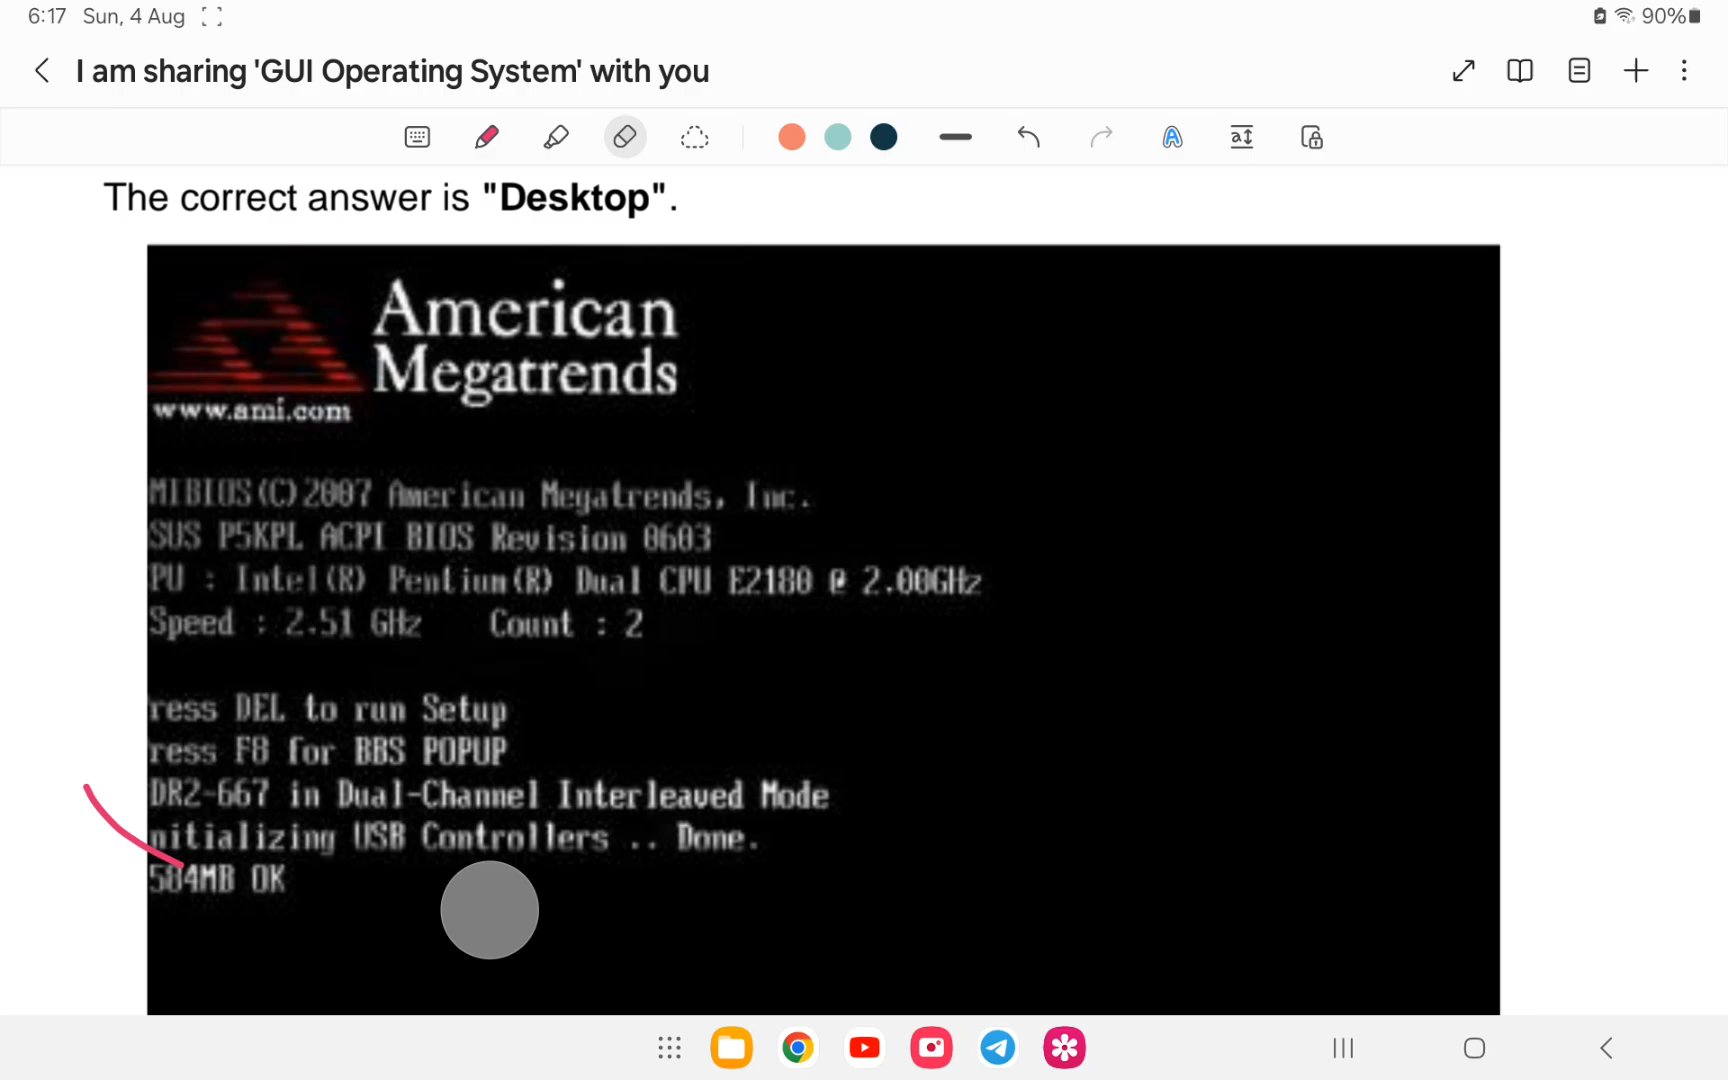 6:17 Sun, 4 Aug 90%
I am sharing 'GUI Operating System' with you
The correct answer is "Desktop".
American
Megatrends
www.ami.com
MIBIOS(C)2007 American Megatrends, Inc.
SUS P5KPL ACPI BIOS Revision 0603
PU : Intel(R) Pentium(R) Dual CPU E2180 @ 2.00GHz
Speed : 2.51 GHz Count : 2
ress DEL to run Setup
ress F8 for BBS POPUP
DR2-667 in Dual-Channel Interleaved Mode
nitializing USB Controllers .. Done.
584MB OK